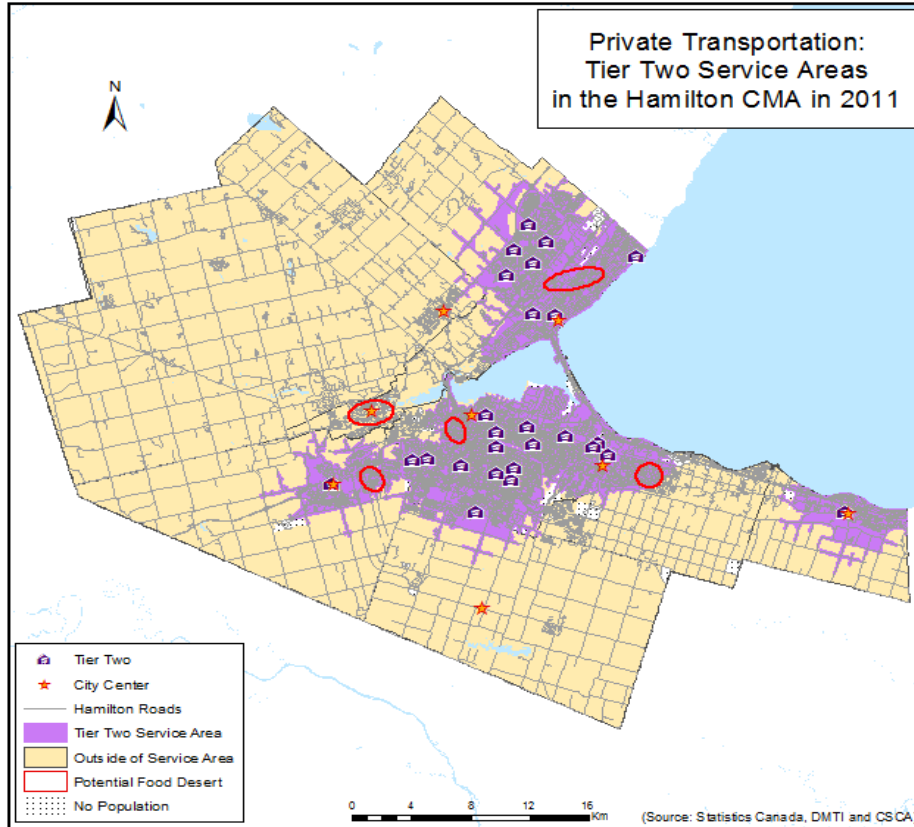 Private Transportation:
Tier Two Service Areas
in the Hamilton CMA in 2011
N
Tier Two
City Center
Hamilton Roads
Tier Two Service Area
Outside of Service Area
Potential Food Desert
No Population
0 4 8 12 16
Km
(Source: Statistics Canada, DMTI and CSCA